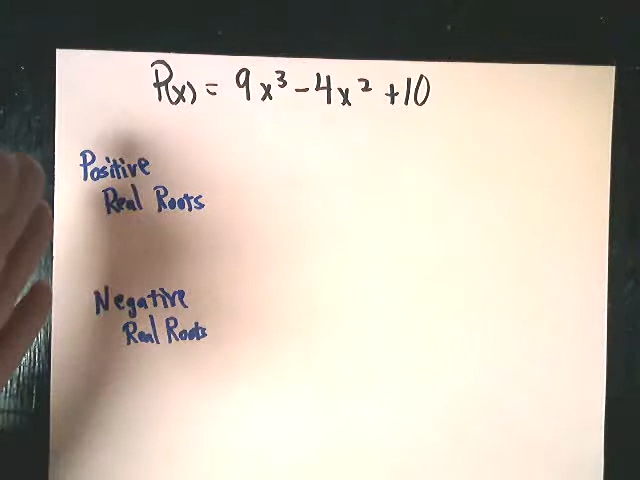 P(x) = 9x³ - 4x² + 10
Positive
Real Roots
Negative
Real Roots